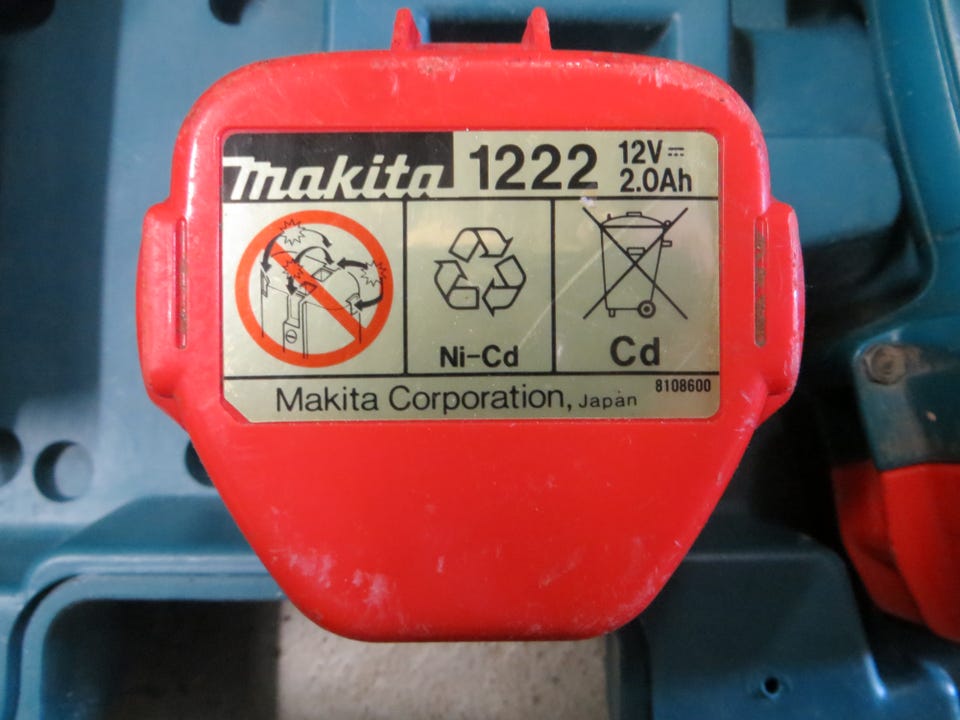 makita 1222 12V⎓
2.0Ah
Ni-Cd
Cd
8108600
Makita Corporation, Japan